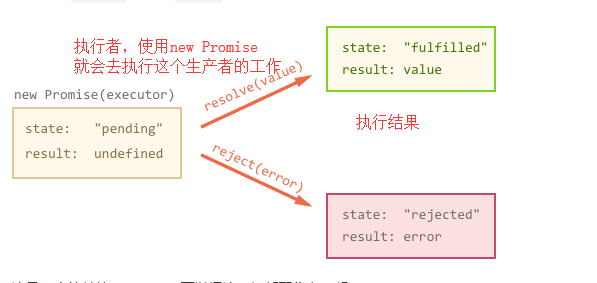 执行者，使用new Promise
就会去执行这个生产者的工作
new Promise(executor)
state: "pending"
result: undefined
resolve(value)
reject(error)
state: "fulfilled"
result: value
执行结果
state: "rejected"
result: error